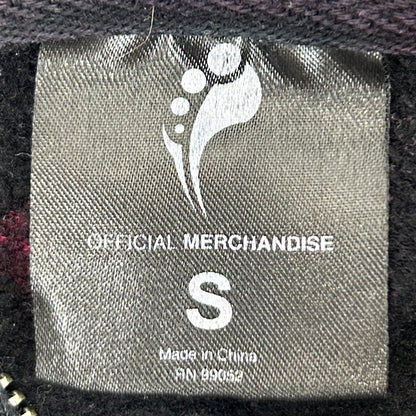 OFFICIAL MERCHANDISE
S
Made in China
RN 99052